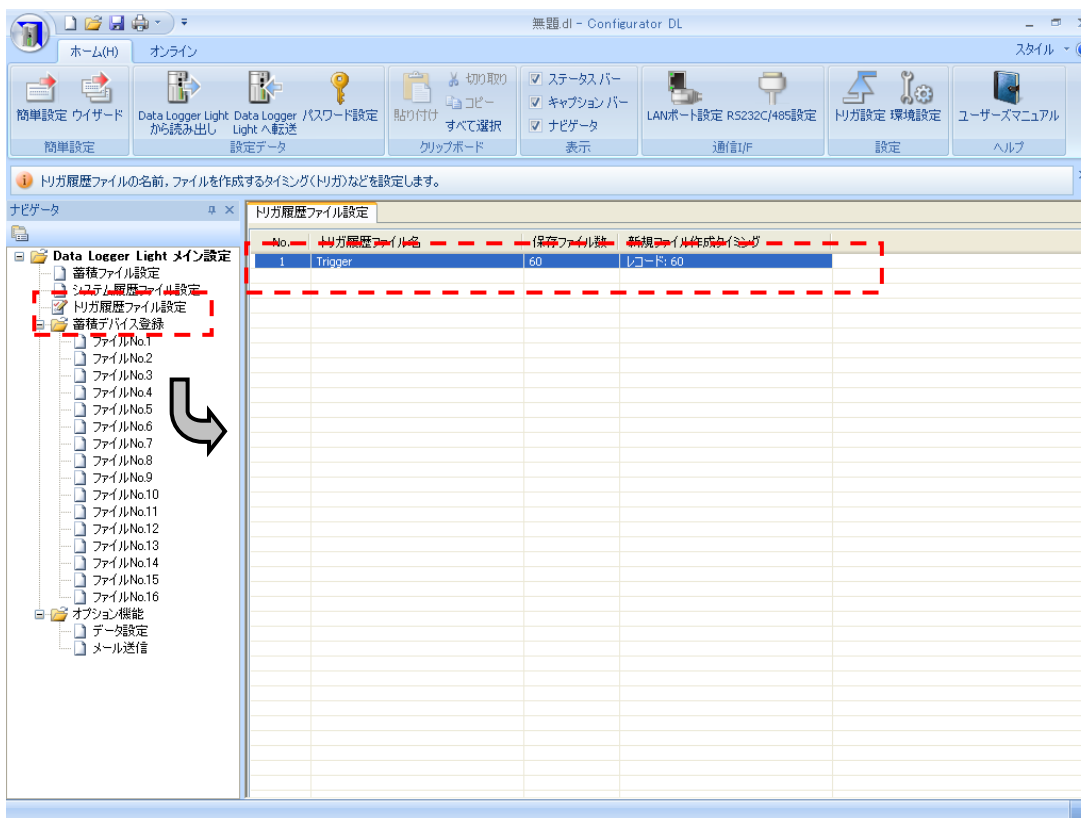 無題.dl - Configurator DL
ホーム(H) オンライン スタイル
簡単設定 ウィザード
Data Logger Light から読み出し
Data Logger Light へ転送
パスワード設定
貼り付け
切り取り
コピー
すべて選択
ステータス バー
キャプション バー
ナビゲータ
LANポート設定 RS232C/485設定
トリガ設定 環境設定
ユーザーズマニュアル
簡単設定 設定データ クリップボード 表示 通信I/F 設定 ヘルプ
トリガ履歴ファイルの名前，ファイルを作成するタイミング(トリガ)などを設定します。
ナビゲータ
Data Logger Light メイン設定
蓄積ファイル設定
システム履歴ファイル設定
トリガ履歴ファイル設定
蓄積デバイス登録
ファイルNo.1
ファイルNo.2
ファイルNo.3
ファイルNo.4
ファイルNo.5
ファイルNo.6
ファイルNo.7
ファイルNo.8
ファイルNo.9
ファイルNo.10
ファイルNo.11
ファイルNo.12
ファイルNo.13
ファイルNo.14
ファイルNo.15
ファイルNo.16
オプション機能
データ設定
メール送信
トリガ履歴ファイル設定
No. トリガ履歴ファイル名 保存ファイル数 新規ファイル作成タイミング
1 Trigger 60 レコード: 60